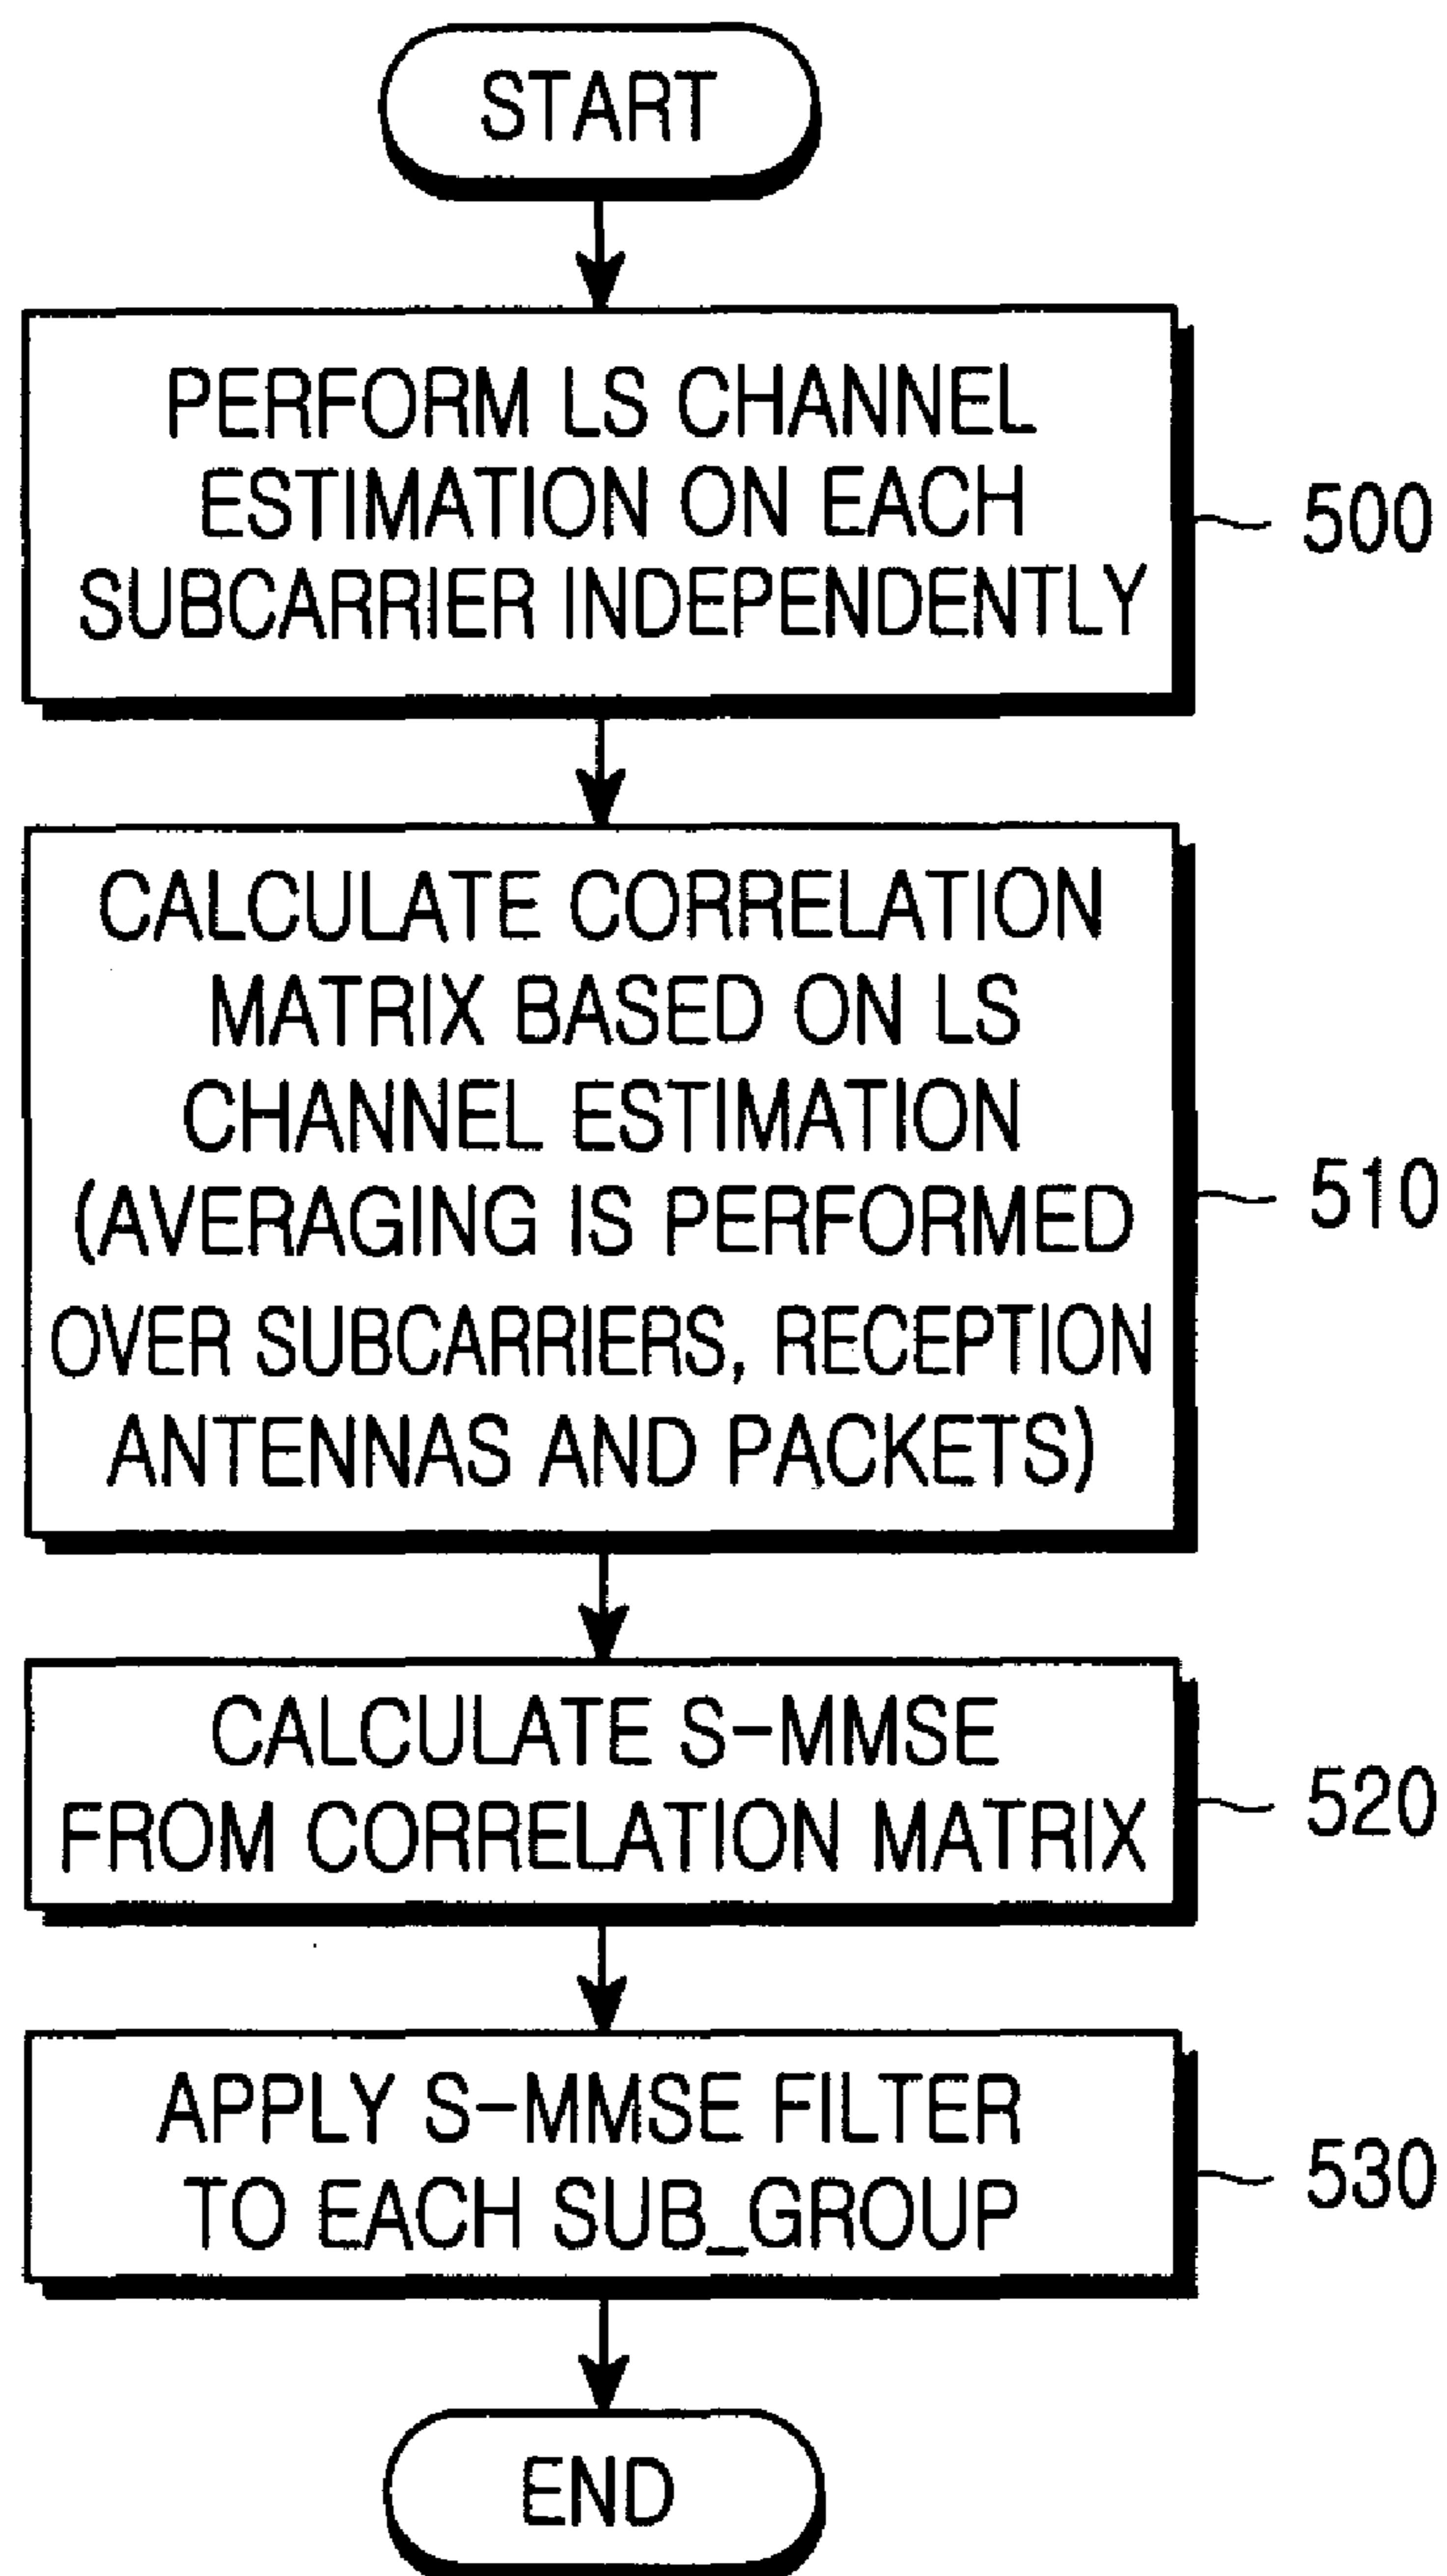 START
PERFORM LS CHANNEL
ESTIMATION ON EACH
SUBCARRIER INDEPENDENTLY
500
CALCULATE CORRELATION
MATRIX BASED ON LS
CHANNEL ESTIMATION
(AVERAGING IS PERFORMED
OVER SUBCARRIERS, RECEPTION
ANTENNAS AND PACKETS)
510
CALCULATE S-MMSE
FROM CORRELATION MATRIX
520
APPLY S-MMSE FILTER
TO EACH SUB_GROUP
530
END